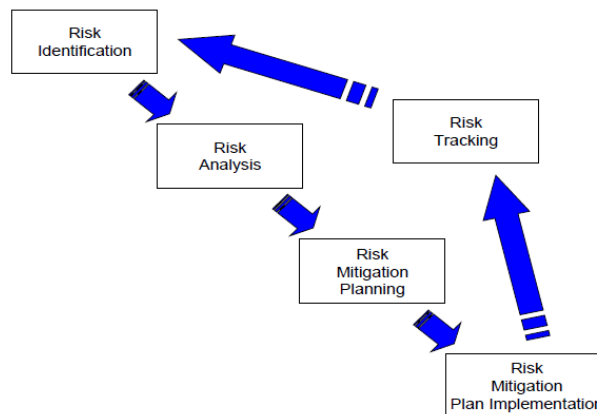 Risk
Identification
Risk
Analysis
Risk
Tracking
Risk
Mitigation
Planning
Risk
Mitigation
Plan Implementation